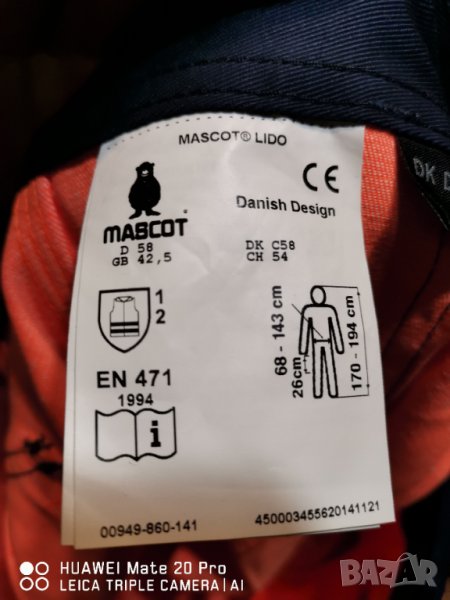 MASCOT® LIDO
CE
Danish Design
MASCOT
D 58
GB 42,5
DK C58
CH 54
1
2
EN 471
1994
i
68 - 143 cm
26cm
170 - 194 cm
00949-860-141
450003455620141121
DK D
HUAWEI Mate 20 Pro
LEICA TRIPLE CAMERA | AI
BAZAR